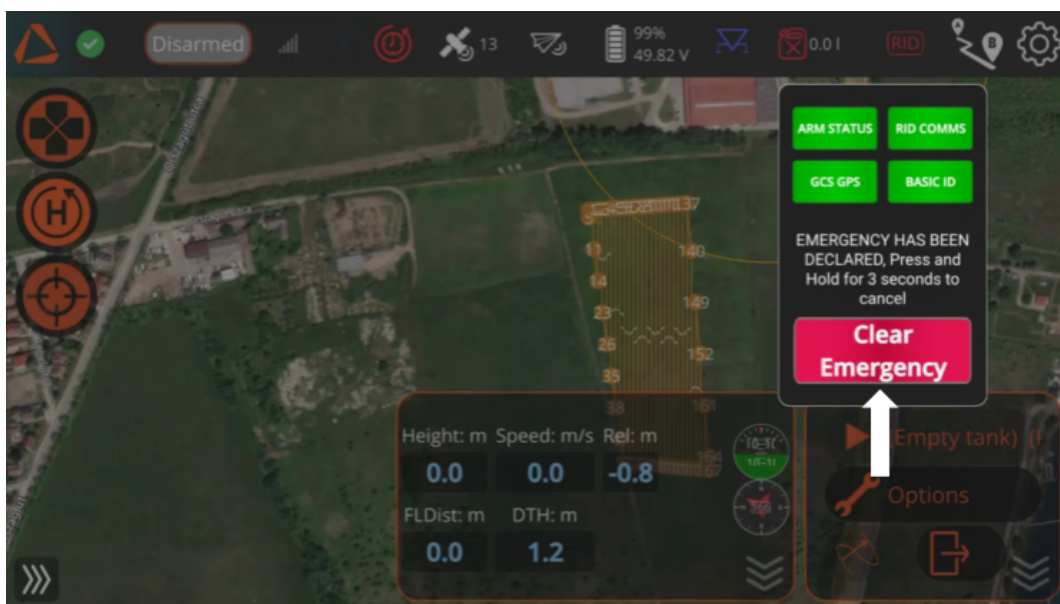 Disarmed
13
99%
49.82 V
0.0 l
RID
A
B
ARM STATUS
RID COMMS
GCS GPS
BASIC ID
EMERGENCY HAS BEEN
DECLARED, Press and
Hold for 3 seconds to
cancel
Clear
Emergency
H
5
137
11
140
14
23
149
26
152
35
38
161
164
167
Height: m Speed: m/s Rel: m
0.0 0.0 -0.8
FLDist: m DTH: m
0.0 1.2
(Empty tank)
Options